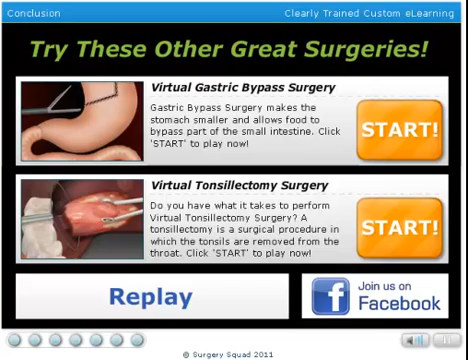 Conclusion
Clearly Trained Custom eLearning
Try These Other Great Surgeries!
Virtual Gastric Bypass Surgery
Gastric Bypass Surgery makes the
stomach smaller and allows food to
bypass part of the small intestine. Click
'START' to play now!
START!
Virtual Tonsillectomy Surgery
Do you have what it takes to perform
Virtual Tonsillectomy Surgery? A
tonsillectomy is a surgical procedure in
which the tonsils are removed from the
throat. Click 'START' to play now!
START!
Replay
f
Join us on
Facebook
© Surgery Squad 2011